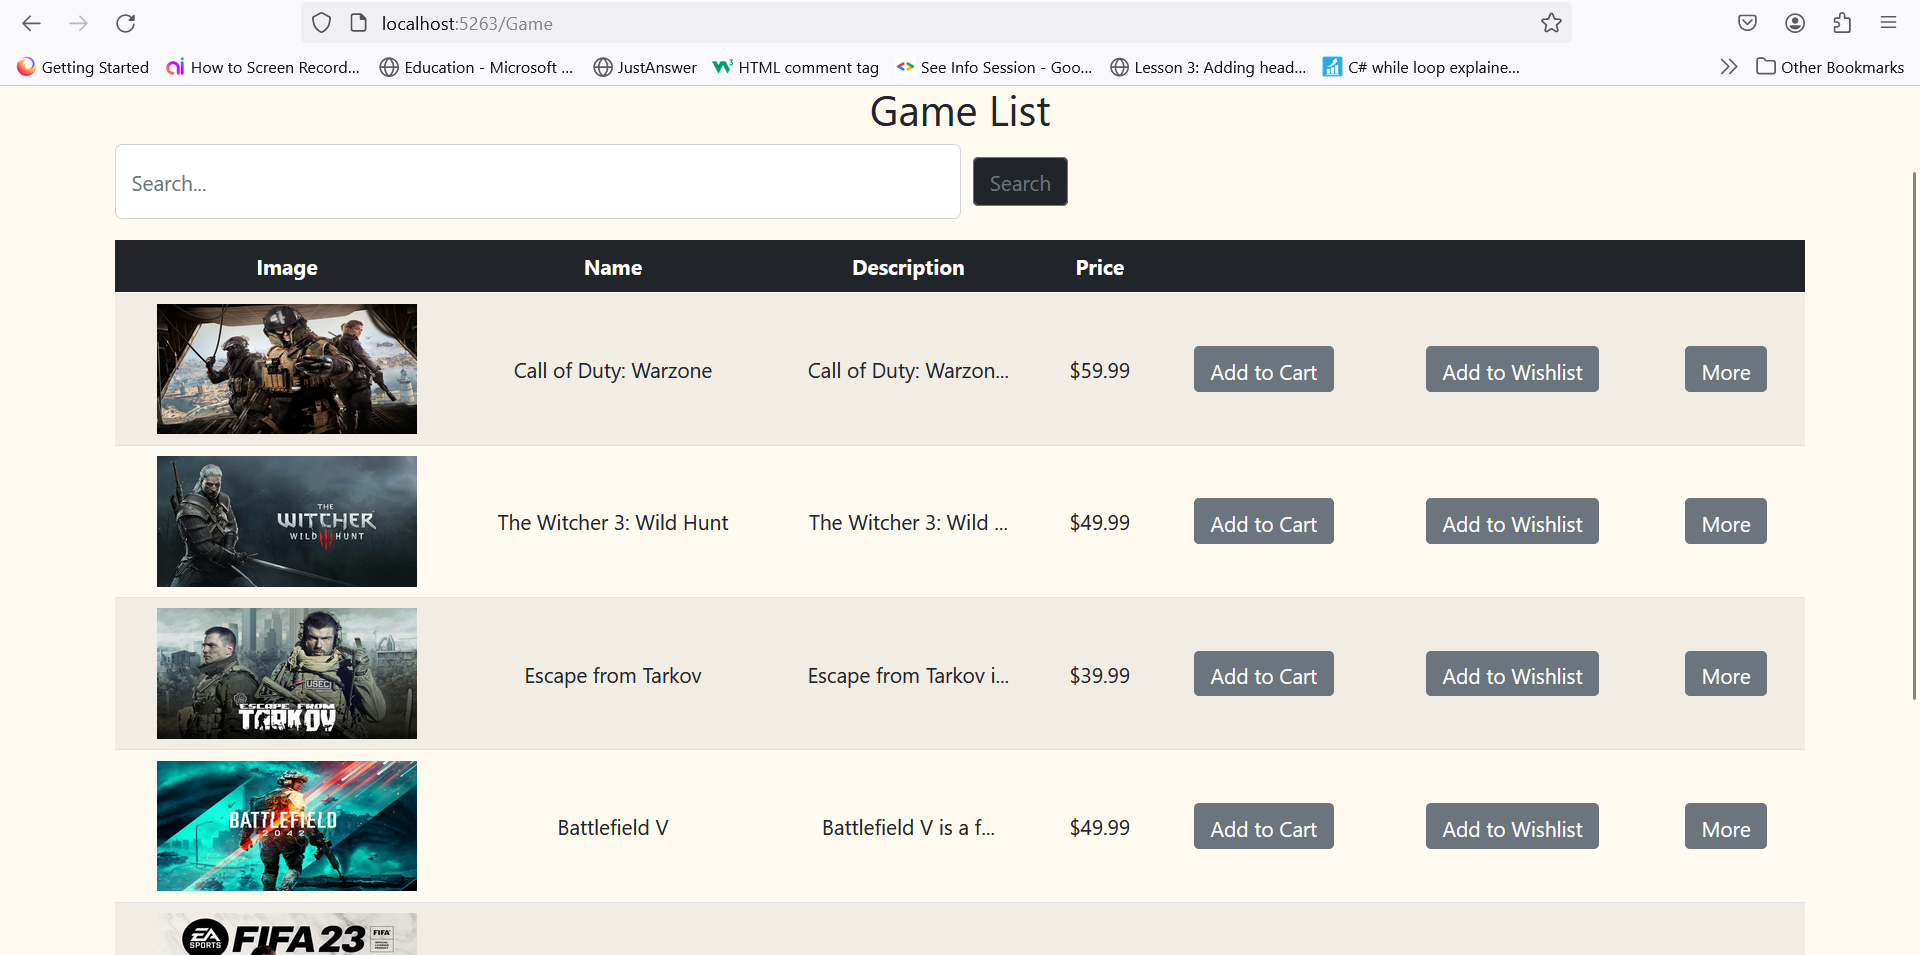 localhost:5263/Game
Getting Started How to Screen Record... Education - Microsoft ... JustAnswer HTML comment tag See Info Session - Goo... Lesson 3: Adding head... C# while loop explaine... Other Bookmarks
Game List
Search... Search
Image Name Description Price
Call of Duty: Warzone Call of Duty: Warzon... $59.99 Add to Cart Add to Wishlist More
THE
WITCHER
WILD HUNT
The Witcher 3: Wild Hunt The Witcher 3: Wild ... $49.99 Add to Cart Add to Wishlist More
USEC
ESCAPE FROM
TARKOV
Escape from Tarkov Escape from Tarkov i... $39.99 Add to Cart Add to Wishlist More
BATTLEFIELD
2042
Battlefield V Battlefield V is a f... $49.99 Add to Cart Add to Wishlist More
EA SPORTS FIFA 23 FIFA